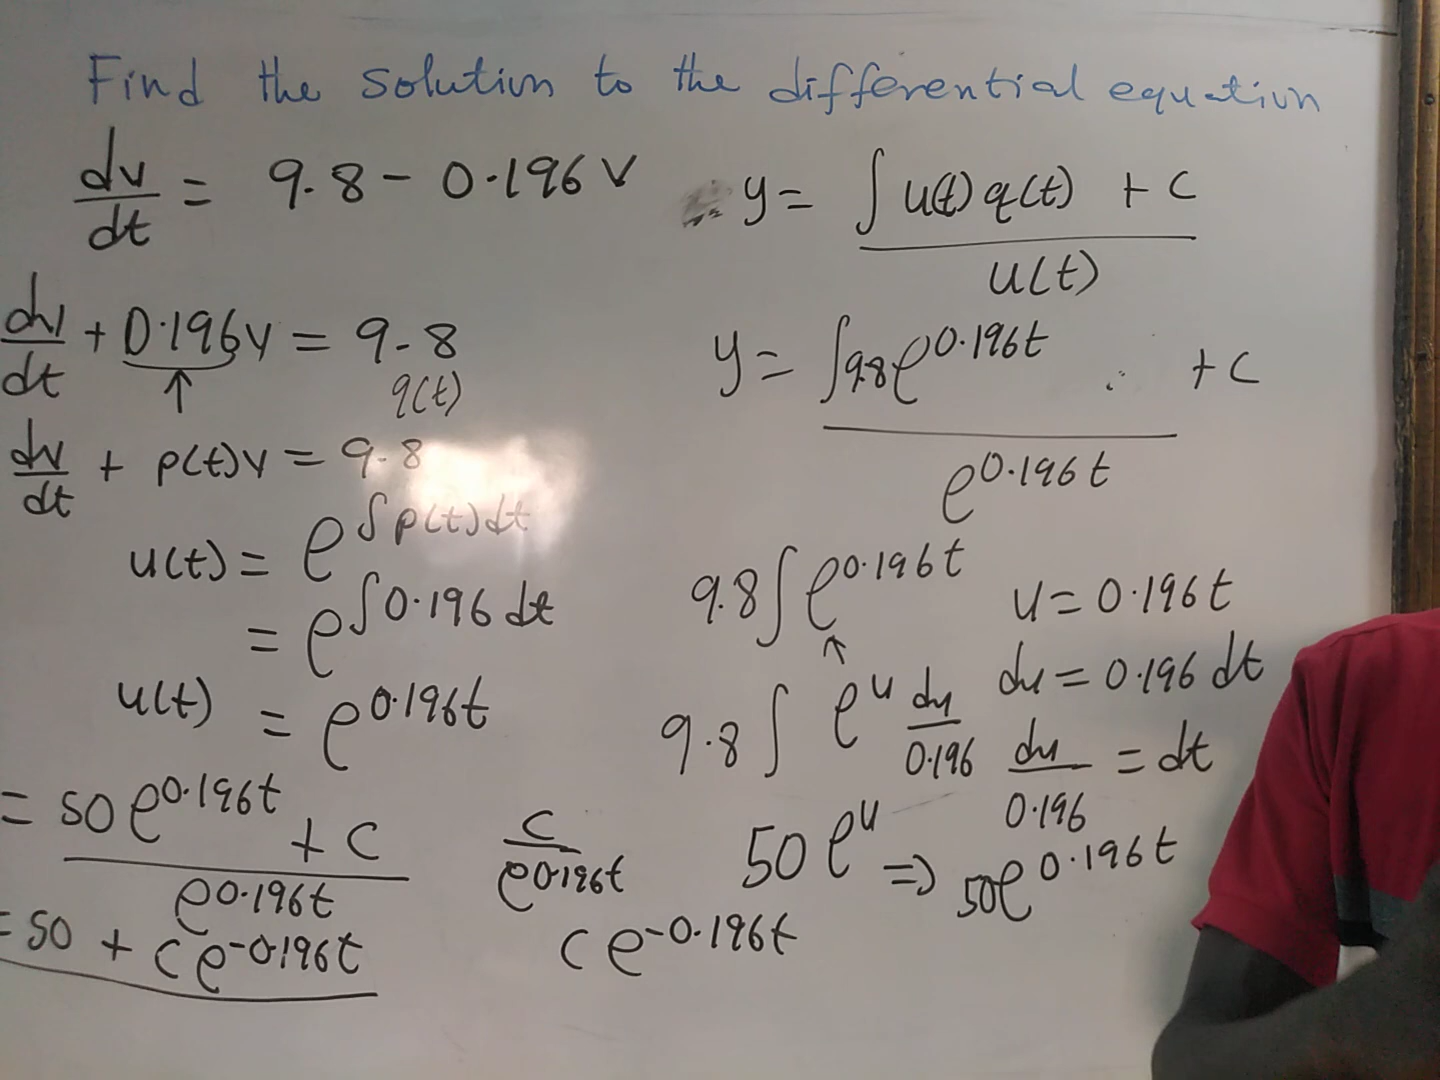 Find the solution to the differential equation
dv/dt = 9.8 - 0.196v
dv/dt + 0.196v = 9.8
↑ q(t)
dv/dt + p(t)v = 9.8
u(t) = e^∫p(t)dt
= e^∫0.196 dt
u(t) = e^0.196t
= 50e^0.196t + c / e^0.196t
= 50 + ce^-0.196t
c / e^0.196t
ce^-0.196t
y = ∫u(t)q(t) + c / u(t)
y = ∫9.8e^0.196t + c / e^0.196t
9.8∫e^0.196t
↑
u = 0.196t
du = 0.196 dt
9.8∫ e^u du/0.196
du/0.196 = dt
50e^u ⇒ 50e^0.196t